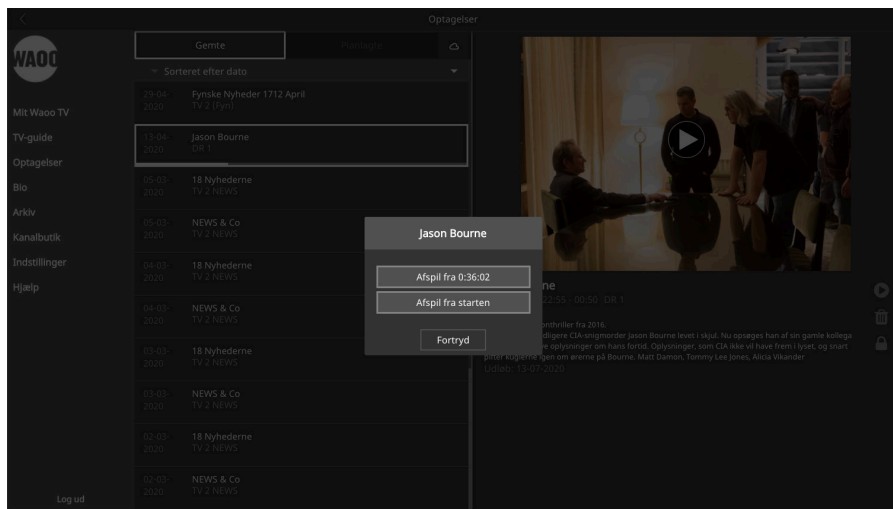 Optagelser
WAOO
Mit Waoo TV
TV-guide
Optagelser
Bio
Arkiv
Kanalbutik
Indstillinger
Hjælp
Log ud
Gemte
Planlagte
Sorteret efter dato
29-04-2020 Fynske Nyheder 1712 April
TV 2 (Fyn)
13-04-2020 Jason Bourne
DR 1
05-03-2020 18 Nyhederne
TV 2 NEWS
05-03-2020 NEWS & Co
TV 2 NEWS
04-03-2020 18 Nyhederne
TV 2 NEWS
04-03-2020 NEWS & Co
TV 2 NEWS
03-03-2020 18 Nyhederne
TV 2 NEWS
03-03-2020 NEWS & Co
TV 2 NEWS
02-03-2020 18 Nyhederne
TV 2 NEWS
02-03-2020 NEWS & Co
TV 2 NEWS
Jason Bourne
Afspil fra 0:36:02
Afspil fra starten
Fortryd
ne
22:55 - 00:50 DR 1
onthriller fra 2016.
dligere CIA-snigmorder Jason Bourne levet i skjul. Nu opsøges han af sin gamle kollega
e oplysninger om hans fortid. Oplysninger, som CIA ikke vil have frem i lyset, og snart
pifter kuglerne igen om ørerne på Bourne. Matt Damon, Tommy Lee Jones, Alicia Vikander
Udløb: 13-07-2020